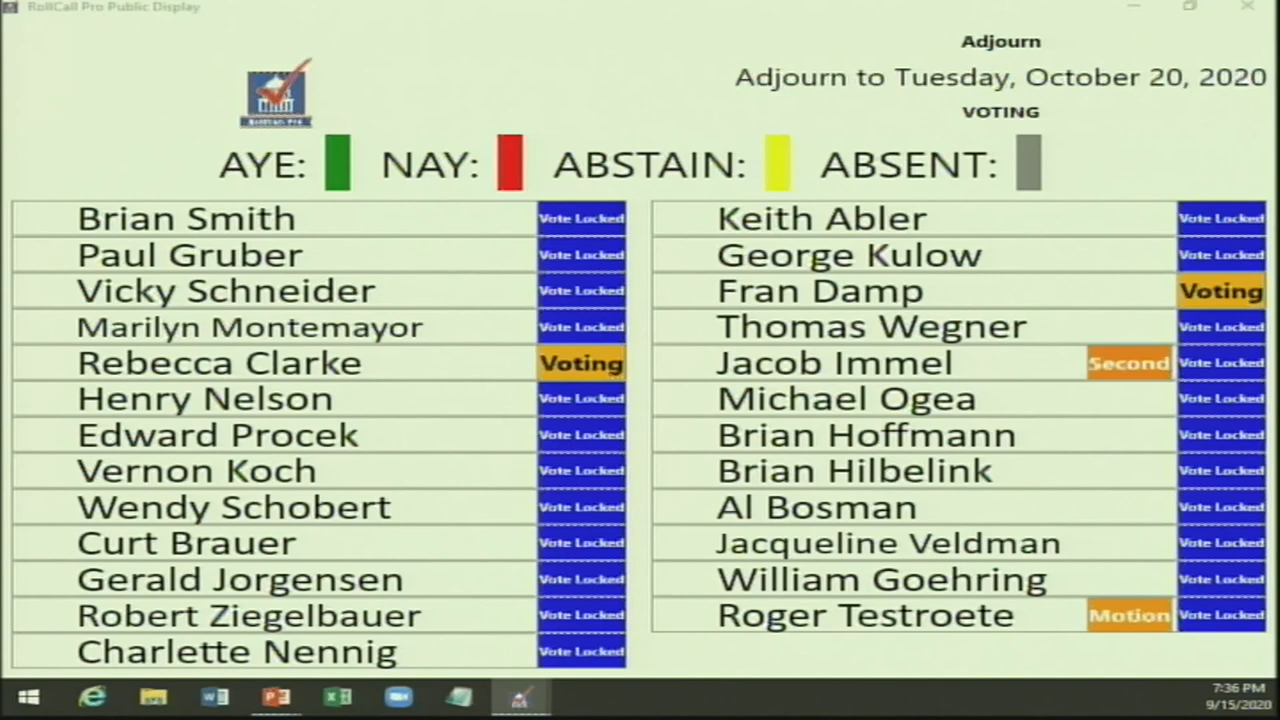 RollCall Pro Public Display
Adjourn
Adjourn to Tuesday, October 20, 2020
VOTING
AYE: NAY: ABSTAIN: ABSENT:
Brian Smith Vote Locked
Paul Gruber Vote Locked
Vicky Schneider Vote Locked
Marilyn Montemayor Vote Locked
Rebecca Clarke Voting
Henry Nelson Vote Locked
Edward Procek Vote Locked
Vernon Koch Vote Locked
Wendy Schobert Vote Locked
Curt Brauer Vote Locked
Gerald Jorgensen Vote Locked
Robert Ziegelbauer Vote Locked
Charlette Nennig Vote Locked
Keith Abler Vote Locked
George Kulow Vote Locked
Fran Damp Voting
Thomas Wegner Vote Locked
Jacob Immel Second Vote Locked
Michael Ogea Vote Locked
Brian Hoffmann Vote Locked
Brian Hilbelink Vote Locked
Al Bosman Vote Locked
Jacqueline Veldman Vote Locked
William Goehring Vote Locked
Roger Testroete Motion Vote Locked
7:36 PM
9/15/2020